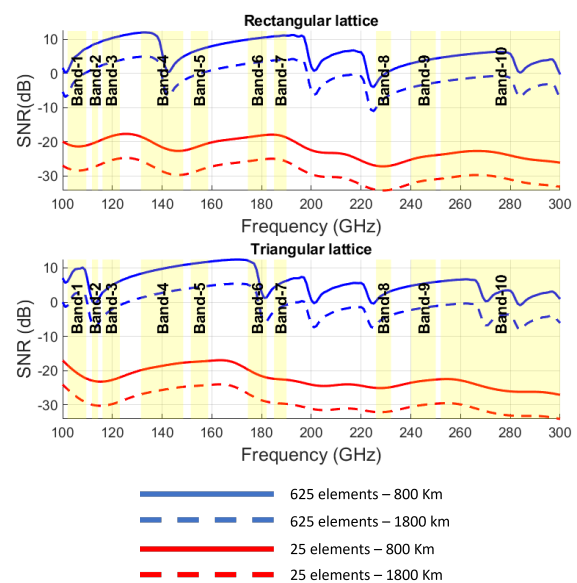 Rectangular lattice
SNR(dB)
10
0
-10
-20
-30
Band-1
Band-2
Band-3
Band-4
Band-5
Band-6
Band-7
Band-8
Band-9
Band-10
100 120 140 160 180 200 220 240 260 280 300
Frequency (GHz)
Triangular lattice
SNR (dB)
10
0
-10
-20
-30
Band-1
Band-2
Band-3
Band-4
Band-5
Band-6
Band-7
Band-8
Band-9
Band-10
100 120 140 160 180 200 220 240 260 280 300
Frequency (GHz)
625 elements – 800 Km
625 elements – 1800 km
25 elements – 800 Km
25 elements – 1800 Km